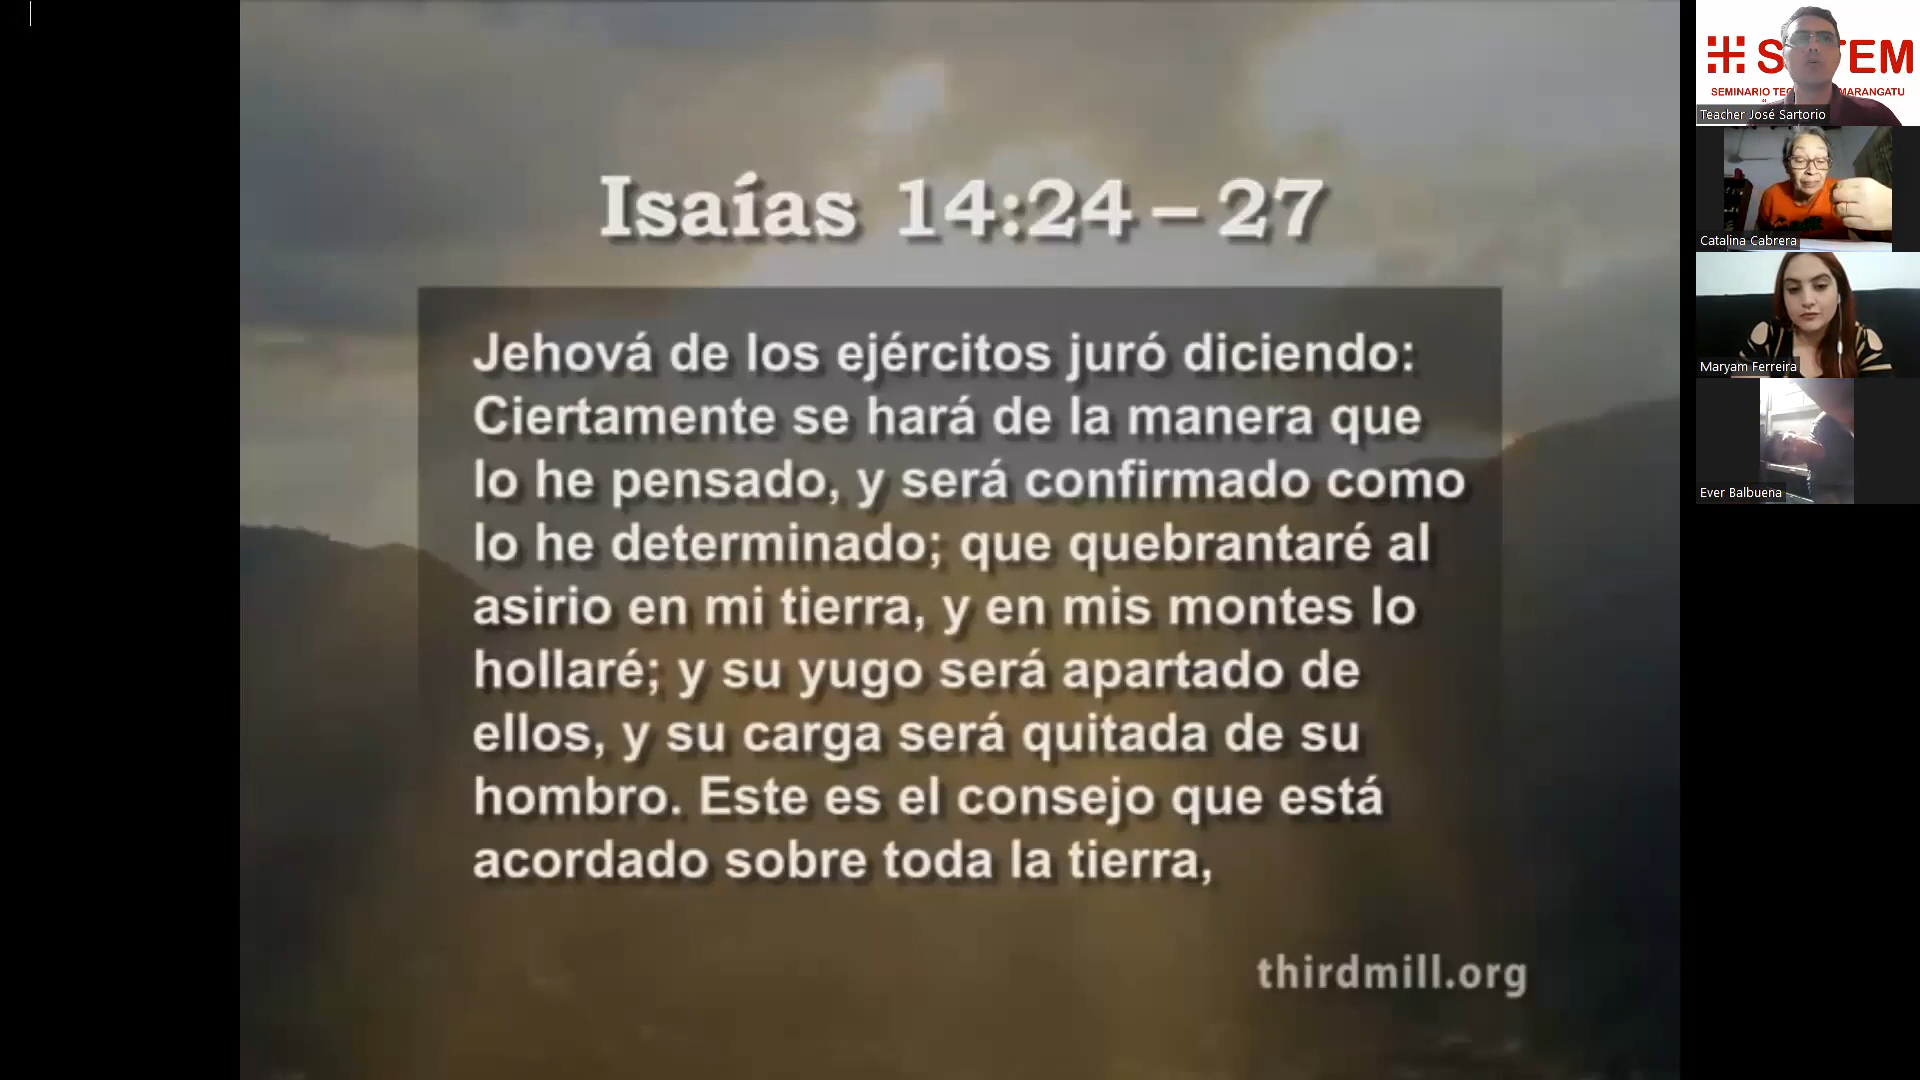 Isaías 14:24 – 27
Jehová de los ejércitos juró diciendo:
Ciertamente se hará de la manera que
lo he pensado, y será confirmado como
lo he determinado; que quebrantaré al
asirio en mi tierra, y en mis montes lo
hollaré; y su yugo será apartado de
ellos, y su carga será quitada de su
hombro. Este es el consejo que está
acordado sobre toda la tierra,
thirdmill.org
SEMINARIO MARANGATU
Teacher José Sartorio
Catalina Cabrera
Maryam Ferreira
Ever Balbuena